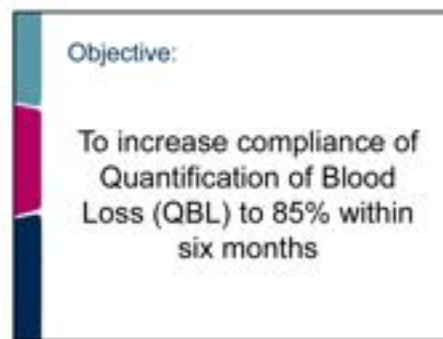 Objective:
To increase compliance of
Quantification of Blood
Loss (QBL) to 85% within
six months